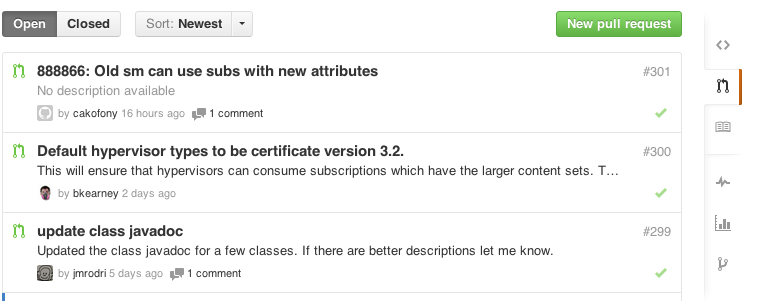 Open Closed Sort: Newest New pull request
888866: Old sm can use subs with new attributes #301
No description available
by cakofony 16 hours ago 1 comment
Default hypervisor types to be certificate version 3.2. #300
This will ensure that hypervisors can consume subscriptions which have the larger content sets. T…
by bkearney 2 days ago
update class javadoc #299
Updated the class javadoc for a few classes. If there are better descriptions let me know.
by jmrodri 5 days ago 1 comment